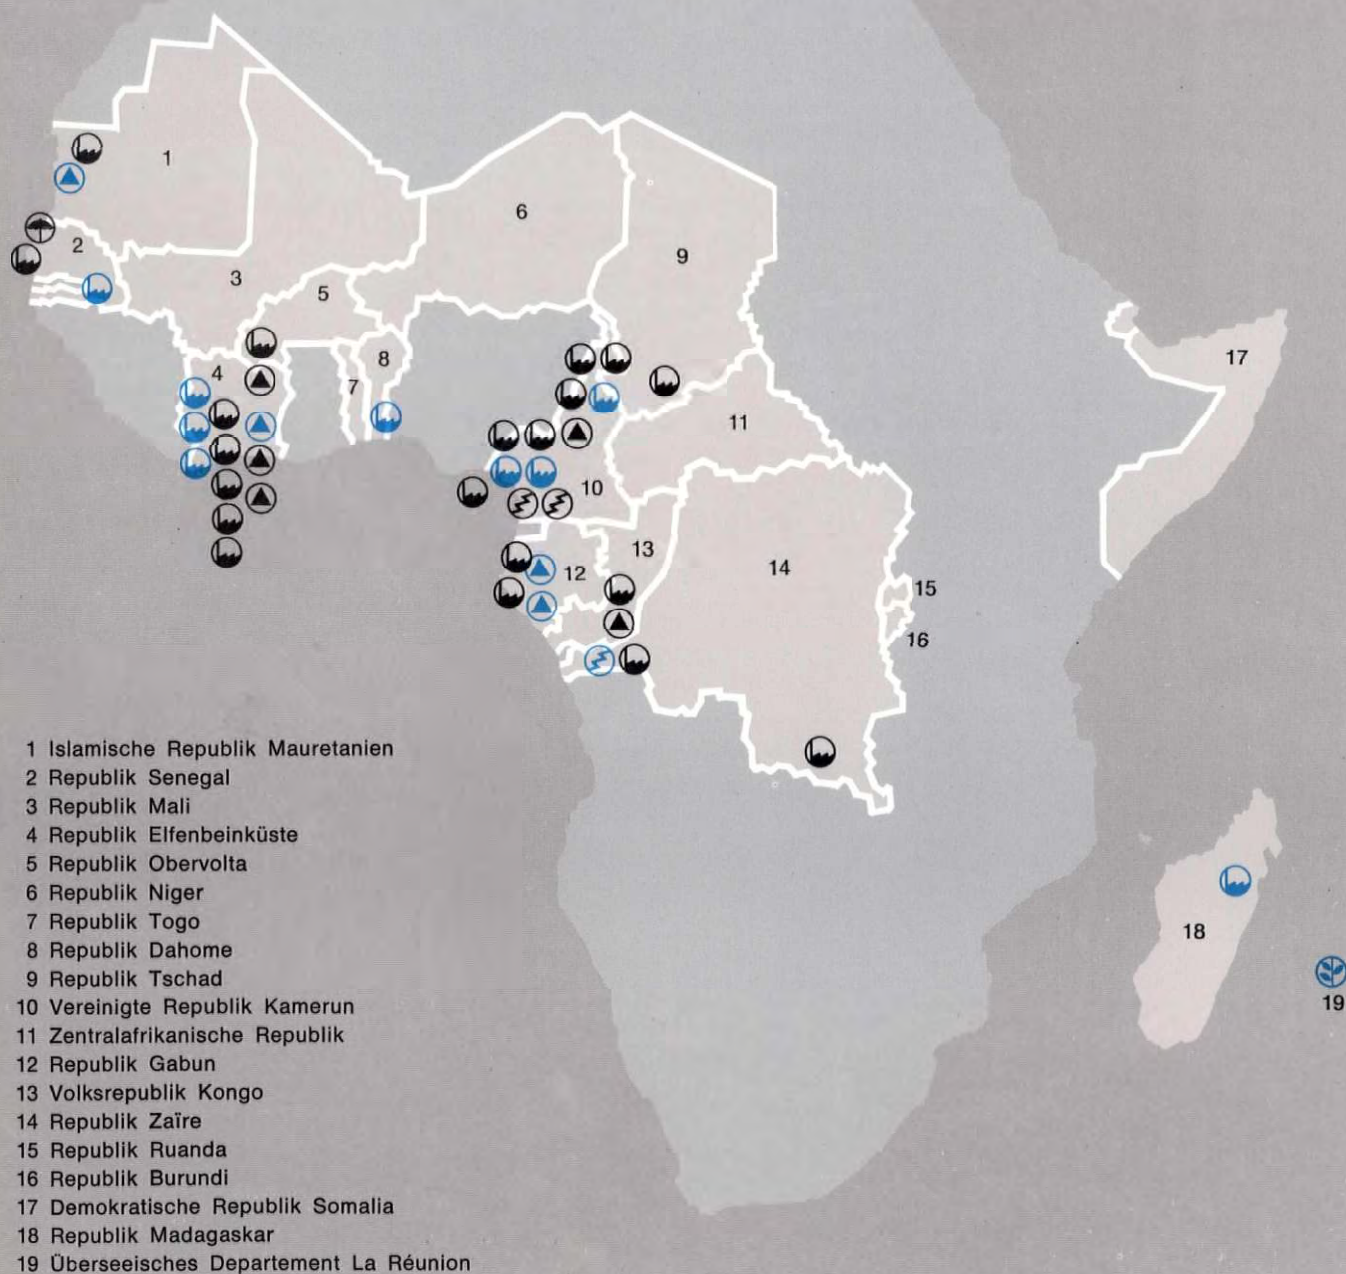 1
6
2
9
3
5
17
8
4
7
11
10
13
14
12
15
16
18
19
1 Islamische Republik Mauretanien
2 Republik Senegal
3 Republik Mali
4 Republik Elfenbeinküste
5 Republik Obervolta
6 Republik Niger
7 Republik Togo
8 Republik Dahome
9 Republik Tschad
10 Vereinigte Republik Kamerun
11 Zentralafrikanische Republik
12 Republik Gabun
13 Volksrepublik Kongo
14 Republik Zaïre
15 Republik Ruanda
16 Republik Burundi
17 Demokratische Republik Somalia
18 Republik Madagaskar
19 Überseeisches Departement La Réunion